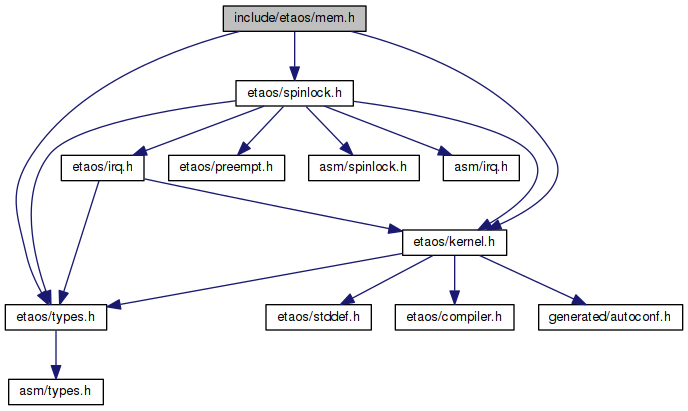 include/etaos/mem.h
etaos/spinlock.h
etaos/irq.h
etaos/preempt.h
asm/spinlock.h
asm/irq.h
etaos/kernel.h
etaos/types.h
etaos/stddef.h
etaos/compiler.h
generated/autoconf.h
asm/types.h